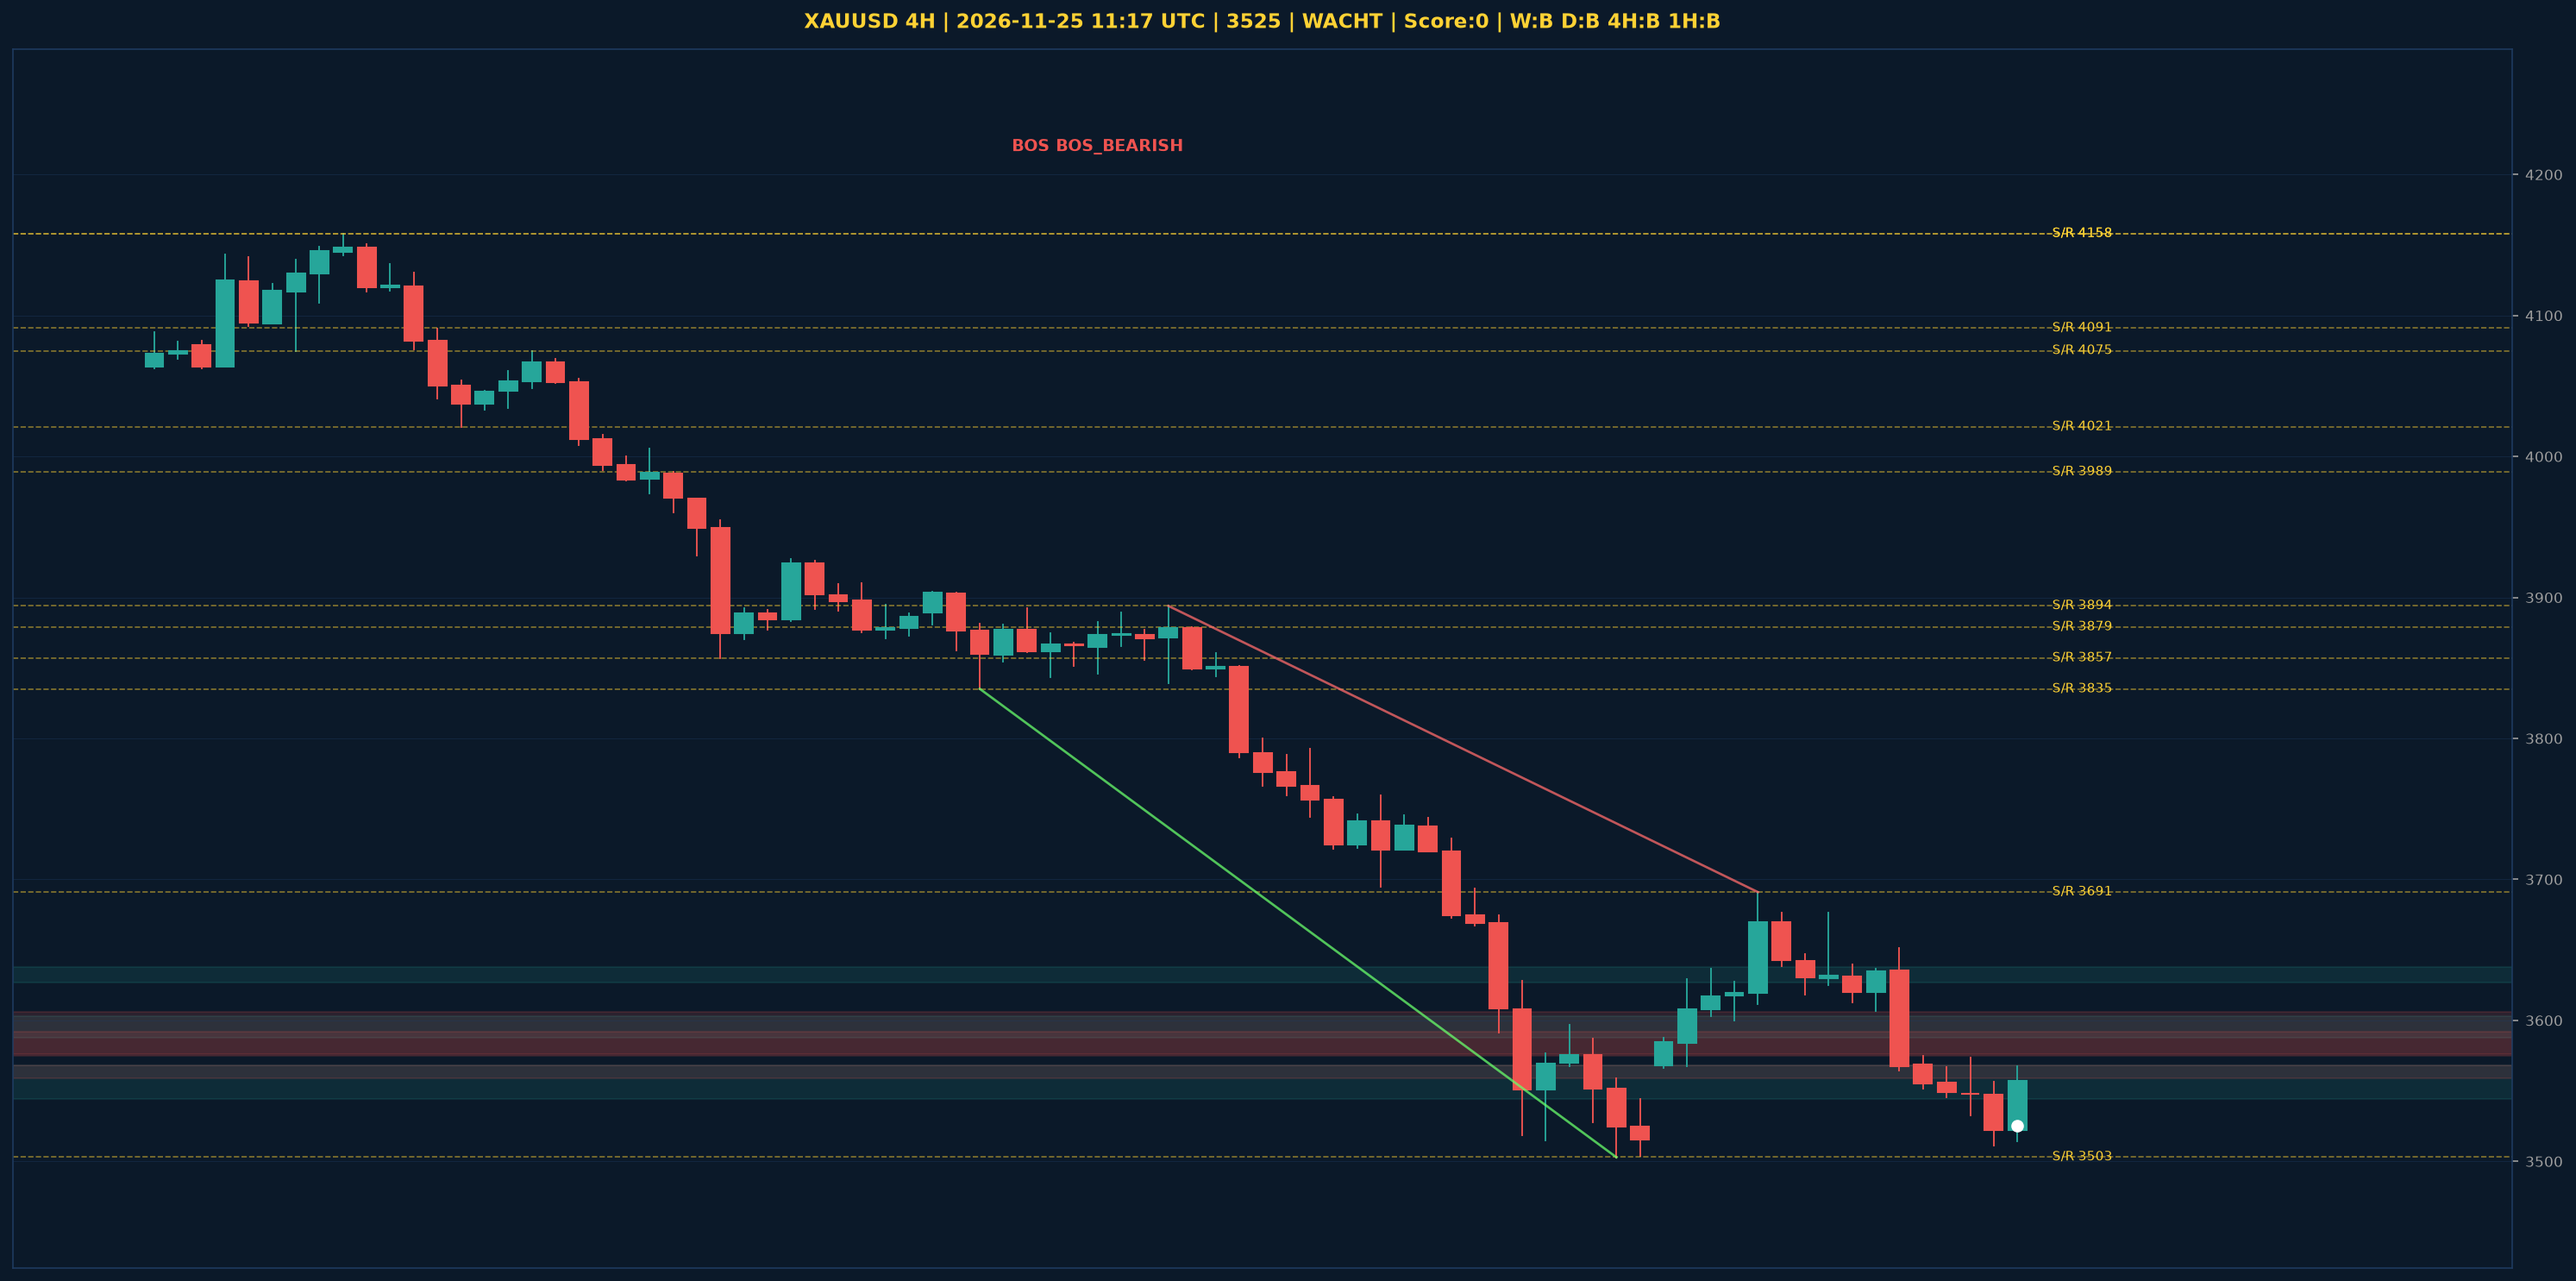 XAUUSD 4H | 2026-11-25 11:17 UTC | 3525 | WACHT | Score:0 | W:B D:B 4H:B 1H:B
BOS BOS_BEARISH
4200
S/R 4158
S/R 4091
4100
S/R 4075
S/R 4021
4000
S/R 3989
3900
S/R 3894
S/R 3879
S/R 3857
S/R 3835
3800
3700
S/R 3691
3600
S/R 3503
3500